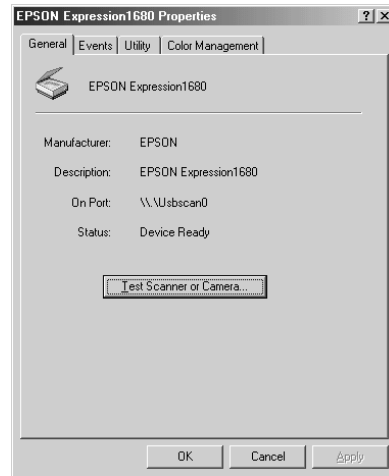 EPSON Expression1680 Properties
? X
General Events Utility Color Management
EPSON Expression1680
Manufacturer: EPSON
Description: EPSON Expression1680
On Port: \\.\Usbscan0
Status: Device Ready
Test Scanner or Camera...
OK Cancel Apply